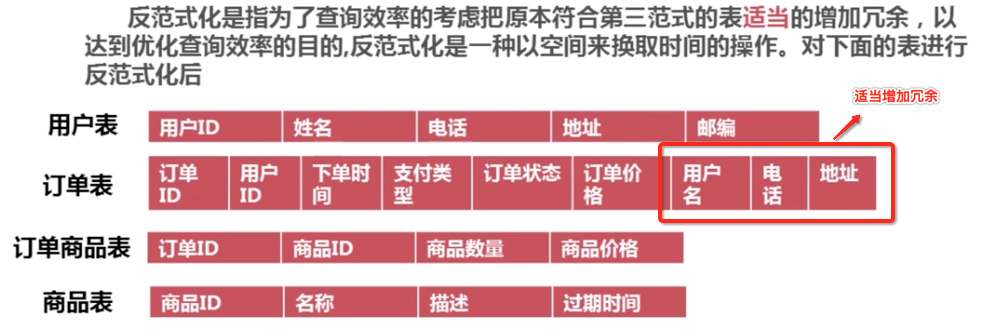 反范式化是指为了查询效率的考虑把原本符合第三范式的表适当的增加冗余，以
达到优化查询效率的目的,反范式化是一种以空间来换取时间的操作。对下面的表进行
反范式化后
适当增加冗余
用户表 用户ID 姓名 电话 地址 邮编
订单表 订单ID 用户ID 下单时间 支付类型 订单状态 订单价格 用户名 电话 地址
订单商品表 订单ID 商品ID 商品数量 商品价格
商品表 商品ID 名称 描述 过期时间